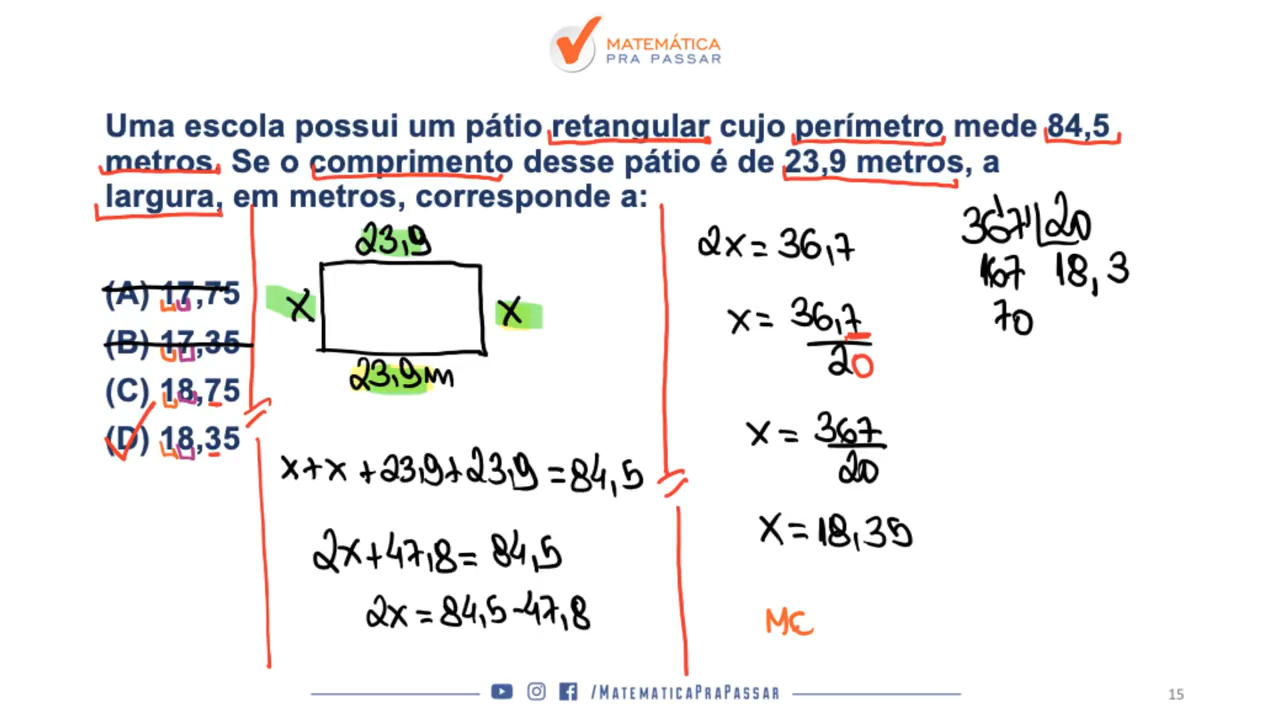 MATEMÁTICA
PRA PASSAR
Uma escola possui um pátio retangular cujo perímetro mede 84,5
metros. Se o comprimento desse pátio é de 23,9 metros, a
largura, em metros, corresponde a:
(A) 17,75
(B) 17,35
(C) 18,75
(D) 18,35
23,9
X
X
23,9m
x+x+23,9+23,9=84,5
2x+47,8=84,5
2x=84,5-47,8
2x=36,7
x=36,7
20
x=367
20
x=18,35
MC
367 20
167 18,3
70
/MATEMATICAPRAPASSAR
15